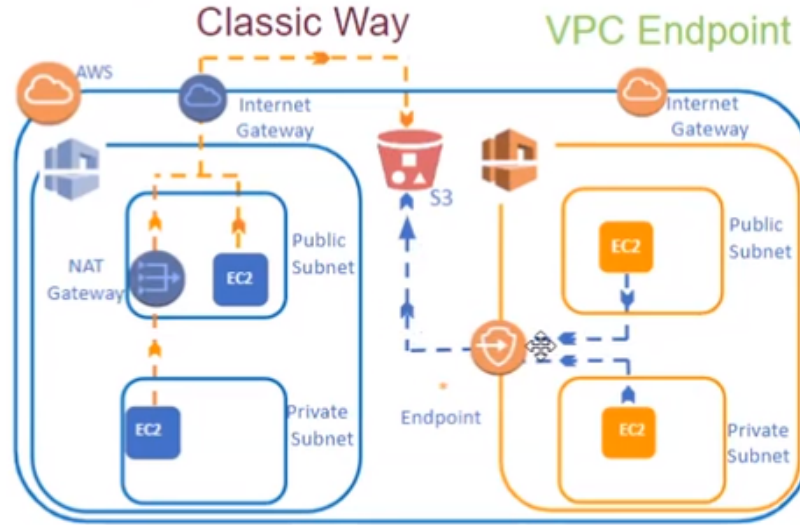 Classic Way
VPC Endpoint
AWS
Internet
Gateway
Internet
Gateway
S3
Public
Subnet
EC2
NAT
Gateway
EC2
Public
Subnet
Endpoint
EC2
Private
Subnet
EC2
Private
Subnet